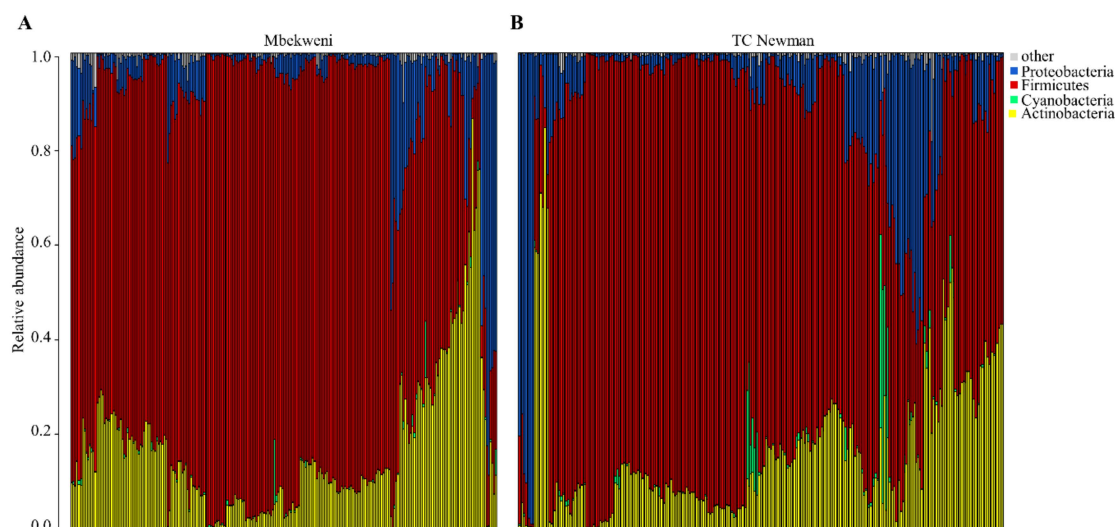 A
B
Mbekweni
TC Newman
1.0
0.8
0.6
0.4
0.2
0.0
Relative abundance
other
Proteobacteria
Firmicutes
Cyanobacteria
Actinobacteria